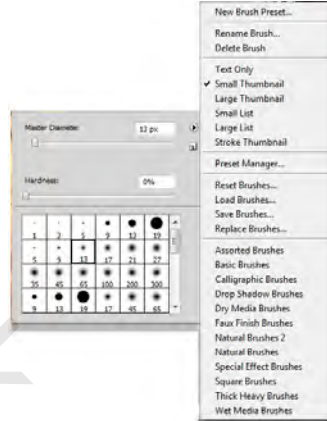 New Brush Preset...
Rename Brush...
Delete Brush
Text Only
✓ Small Thumbnail
Large Thumbnail
Small List
Large List
Stroke Thumbnail
Preset Manager...
Reset Brushes...
Load Brushes...
Save Brushes...
Replace Brushes...
Assorted Brushes
Basic Brushes
Calligraphic Brushes
Drop Shadow Brushes
Dry Media Brushes
Faux Finish Brushes
Natural Brushes 2
Natural Brushes
Special Effect Brushes
Square Brushes
Thick Heavy Brushes
Wet Media Brushes
Master Diameter: 13 px
Hardness: 0%
1 3 5 9 13 19
5 9 13 17 21 27
35 45 65 100 200 300
9 13 19 17 45 65